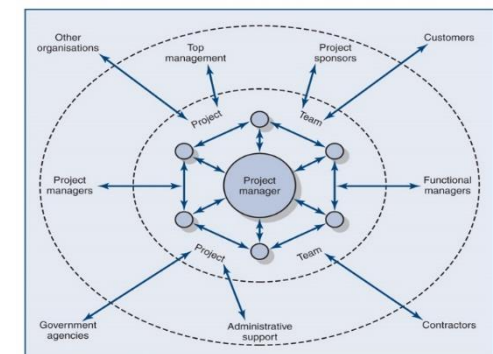 Other
organisations
Top
management
Project
sponsors
Customers
Project
Team
Project
managers
Project
manager
Functional
managers
Project
Team
Government
agencies
Administrative
support
Contractors